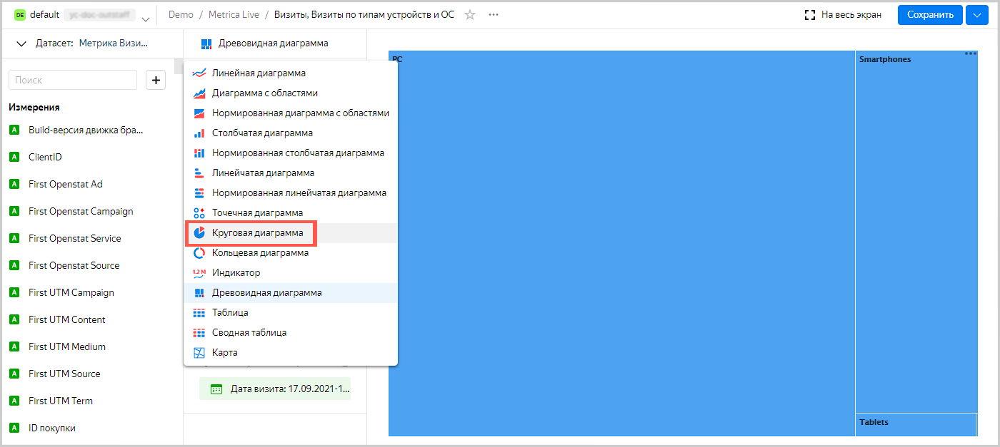 DE default
Demo / Metrica Live / Визиты, Визиты по типам устройств и ОС
На весь экран
Сохранить
Датасет: Метрика Визи...
Древовидная диаграмма
Поиск
Измерения
Build-версия движка бра...
ClientID
First Openstat Ad
First Openstat Campaign
First Openstat Service
First Openstat Source
First UTM Campaign
First UTM Content
First UTM Medium
First UTM Source
First UTM Term
ID покупки
Линейная диаграмма
Диаграмма с областями
Нормированная диаграмма с областями
Столбчатая диаграмма
Нормированная столбчатая диаграмма
Линейчатая диаграмма
Нормированная линейчатая диаграмма
Точечная диаграмма
Круговая диаграмма
Кольцевая диаграмма
1.2 M Индикатор
Древовидная диаграмма
Таблица
Сводная таблица
Карта
Дата визита: 17.09.2021-1...
PC
Smartphones
Tablets